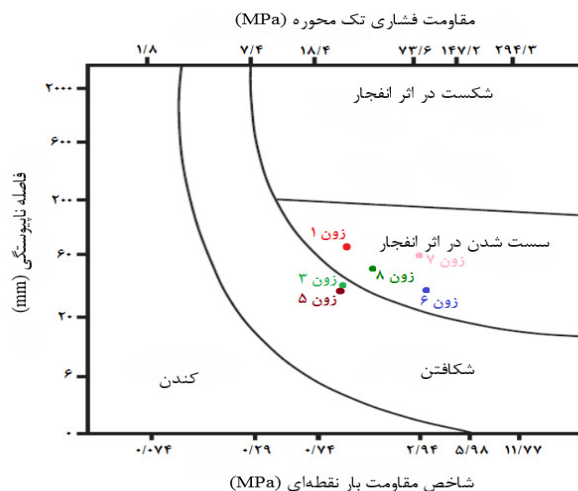 مقاومت فشاری تک محوره (MPa)
۱/۸ ۷/۴ ۱۸/۴ ۷۳/۶ ۱۴۷/۲ ۲۹۴/۳
فاصله ناپیوستگی (mm)
۲۰۰۰
۶۰۰
۲۰۰
۶۰
۲۰
۶
۰
شکست در اثر انفجار
سست شدن در اثر انفجار
زون ۱
زون ۷
زون ۸
زون ۳
زون ۵
زون ۶
شکافتن
کندن
۰/۰۷۴ ۰/۲۹ ۰/۷۴ ۲/۹۴ ۵/۹۸ ۱۱/۷۷
شاخص مقاومت بار نقطه‌ای (MPa)